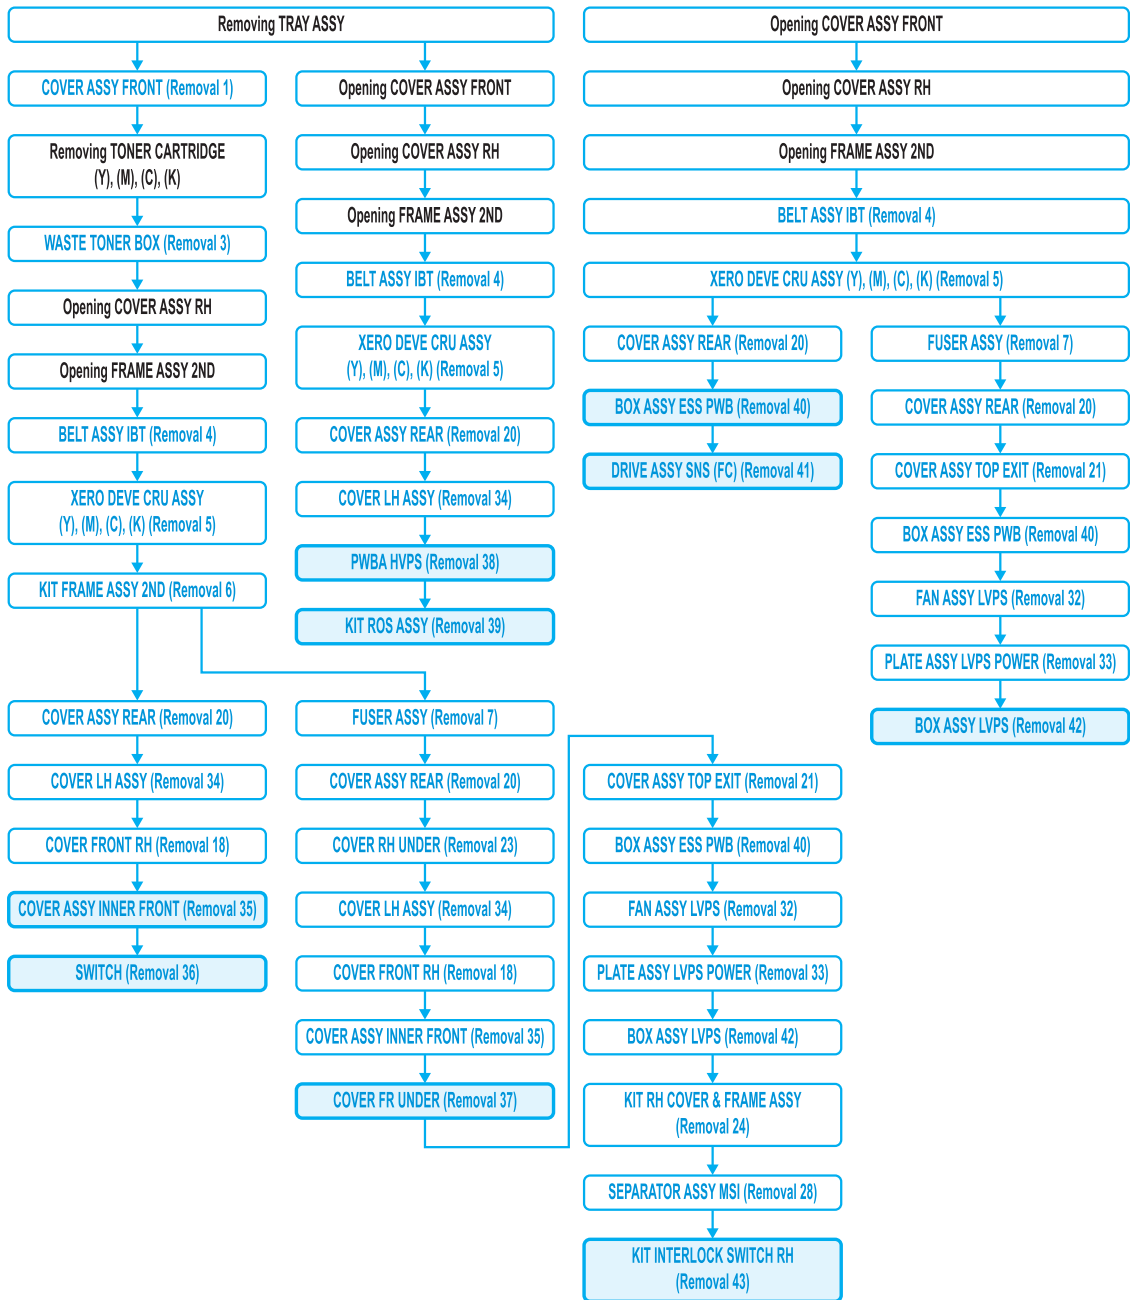 Removing TRAY ASSY
COVER ASSY FRONT (Removal 1)
Removing TONER CARTRIDGE
(Y), (M), (C), (K)
WASTE TONER BOX (Removal 3)
Opening COVER ASSY RH
Opening FRAME ASSY 2ND
BELT ASSY IBT (Removal 4)
XERO DEVE CRU ASSY
(Y), (M), (C), (K) (Removal 5)
KIT FRAME ASSY 2ND (Removal 6)
COVER ASSY REAR (Removal 20)
COVER LH ASSY (Removal 34)
COVER FRONT RH (Removal 18)
COVER ASSY INNER FRONT (Removal 35)
SWITCH (Removal 36)
Opening COVER ASSY FRONT
Opening COVER ASSY RH
Opening FRAME ASSY 2ND
BELT ASSY IBT (Removal 4)
XERO DEVE CRU ASSY
(Y), (M), (C), (K) (Removal 5)
COVER ASSY REAR (Removal 20)
COVER LH ASSY (Removal 34)
PWBA HVPS (Removal 38)
KIT ROS ASSY (Removal 39)
FUSER ASSY (Removal 7)
COVER ASSY REAR (Removal 20)
COVER RH UNDER (Removal 23)
COVER LH ASSY (Removal 34)
COVER FRONT RH (Removal 18)
COVER ASSY INNER FRONT (Removal 35)
COVER FR UNDER (Removal 37)
Opening COVER ASSY FRONT
Opening COVER ASSY RH
Opening FRAME ASSY 2ND
BELT ASSY IBT (Removal 4)
XERO DEVE CRU ASSY (Y), (M), (C), (K) (Removal 5)
COVER ASSY REAR (Removal 20)
BOX ASSY ESS PWB (Removal 40)
DRIVE ASSY SNS (FC) (Removal 41)
COVER ASSY TOP EXIT (Removal 21)
BOX ASSY ESS PWB (Removal 40)
FAN ASSY LVPS (Removal 32)
PLATE ASSY LVPS POWER (Removal 33)
BOX ASSY LVPS (Removal 42)
KIT RH COVER & FRAME ASSY
(Removal 24)
SEPARATOR ASSY MSI (Removal 28)
KIT INTERLOCK SWITCH RH
(Removal 43)
FUSER ASSY (Removal 7)
COVER ASSY REAR (Removal 20)
COVER ASSY TOP EXIT (Removal 21)
BOX ASSY ESS PWB (Removal 40)
FAN ASSY LVPS (Removal 32)
PLATE ASSY LVPS POWER (Removal 33)
BOX ASSY LVPS (Removal 42)